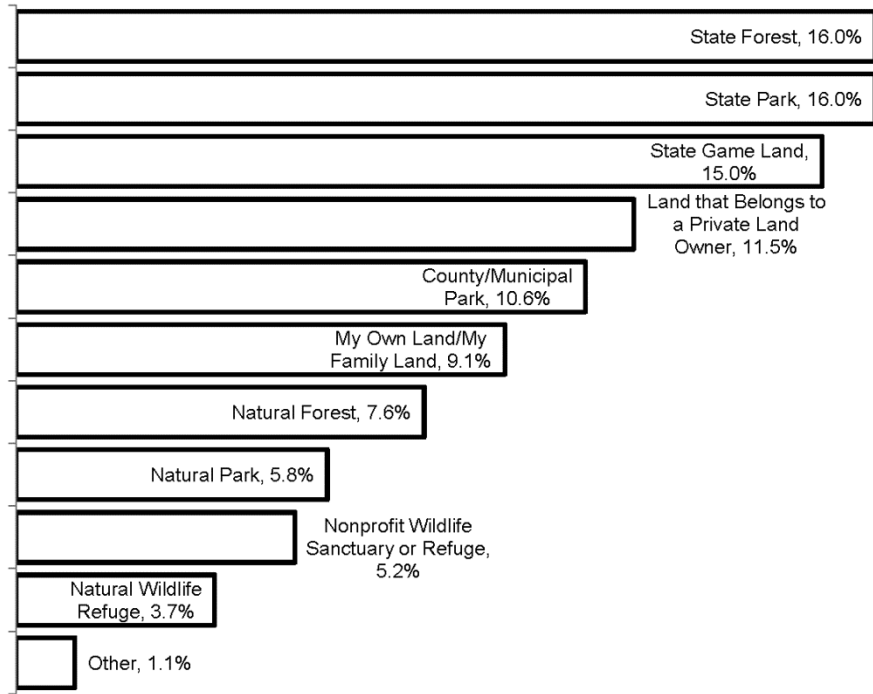 State Forest, 16.0%
State Park, 16.0%
State Game Land,
15.0%
Land that Belongs to
a Private Land
Owner, 11.5%
County/Municipal
Park, 10.6%
My Own Land/My
Family Land, 9.1%
Natural Forest, 7.6%
Natural Park, 5.8%
Nonprofit Wildlife
Sanctuary or Refuge,
5.2%
Natural Wildlife
Refuge, 3.7%
Other, 1.1%